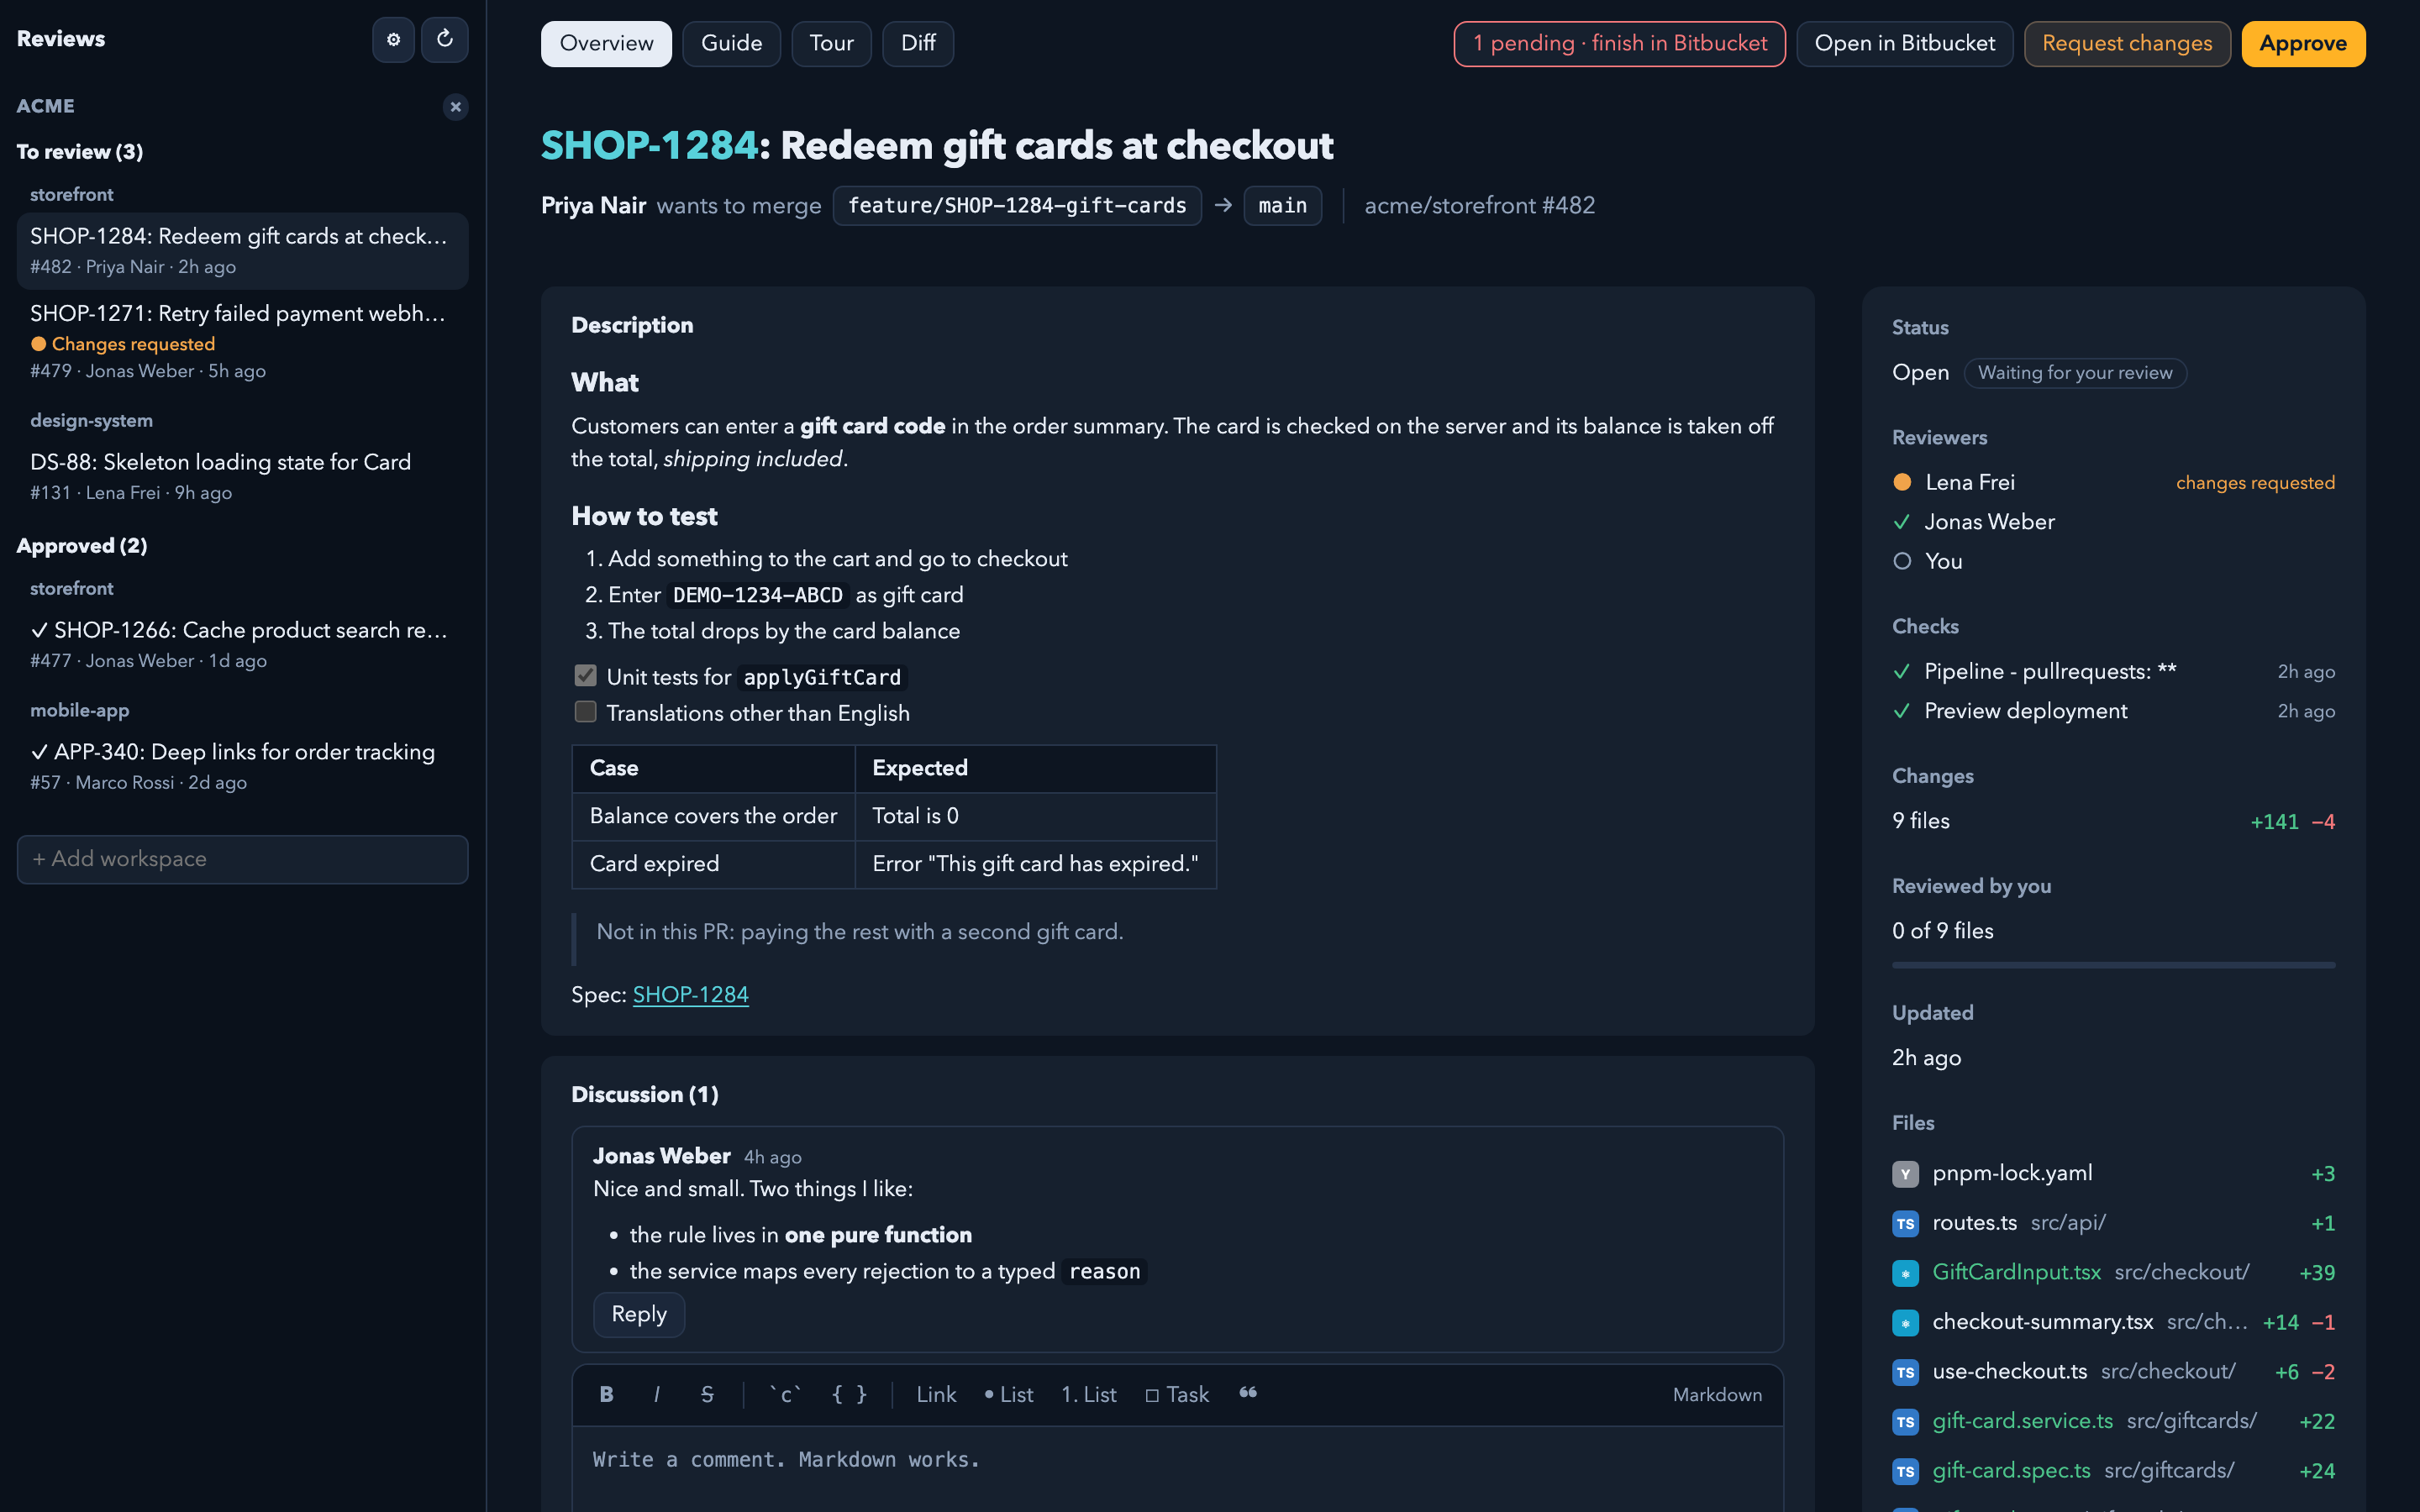 Reviews
ACME
To review (3)
storefront
SHOP-1284: Redeem gift cards at check…
#482 · Priya Nair · 2h ago
SHOP-1271: Retry failed payment webh…
Changes requested
#479 · Jonas Weber · 5h ago
design-system
DS-88: Skeleton loading state for Card
#131 · Lena Frei · 9h ago
Approved (2)
storefront
✓ SHOP-1266: Cache product search re…
#477 · Jonas Weber · 1d ago
mobile-app
✓ APP-340: Deep links for order tracking
#57 · Marco Rossi · 2d ago
+ Add workspace
Overview Guide Tour Diff
1 pending · finish in Bitbucket Open in Bitbucket Request changes Approve
SHOP-1284: Redeem gift cards at checkout
Priya Nair wants to merge feature/SHOP-1284-gift-cards → main acme/storefront #482
Description
What
Customers can enter a gift card code in the order summary. The card is checked on the server and its balance is taken off
the total, shipping included.
How to test
1. Add something to the cart and go to checkout
2. Enter DEMO-1234-ABCD as gift card
3. The total drops by the card balance
Unit tests for applyGiftCard
Translations other than English
Case Expected
Balance covers the order Total is 0
Card expired Error "This gift card has expired."
Not in this PR: paying the rest with a second gift card.
Spec: SHOP-1284
Discussion (1)
Jonas Weber 4h ago
Nice and small. Two things I like:
• the rule lives in one pure function
• the service maps every rejection to a typed reason
Reply
B I S `c` { } Link • List 1. List ☐ Task ❝ Markdown
Write a comment. Markdown works.
Status
Open Waiting for your review
Reviewers
Lena Frei changes requested
✓ Jonas Weber
You
Checks
✓ Pipeline - pullrequests: ** 2h ago
✓ Preview deployment 2h ago
Changes
9 files +141 −4
Reviewed by you
0 of 9 files
Updated
2h ago
Files
Y pnpm-lock.yaml +3
TS routes.ts src/api/ +1
GiftCardInput.tsx src/checkout/ +39
checkout-summary.tsx src/ch… +14 −1
TS use-checkout.ts src/checkout/ +6 −2
TS gift-card.service.ts src/giftcards/ +22
TS gift-card.spec.ts src/giftcards/ +24